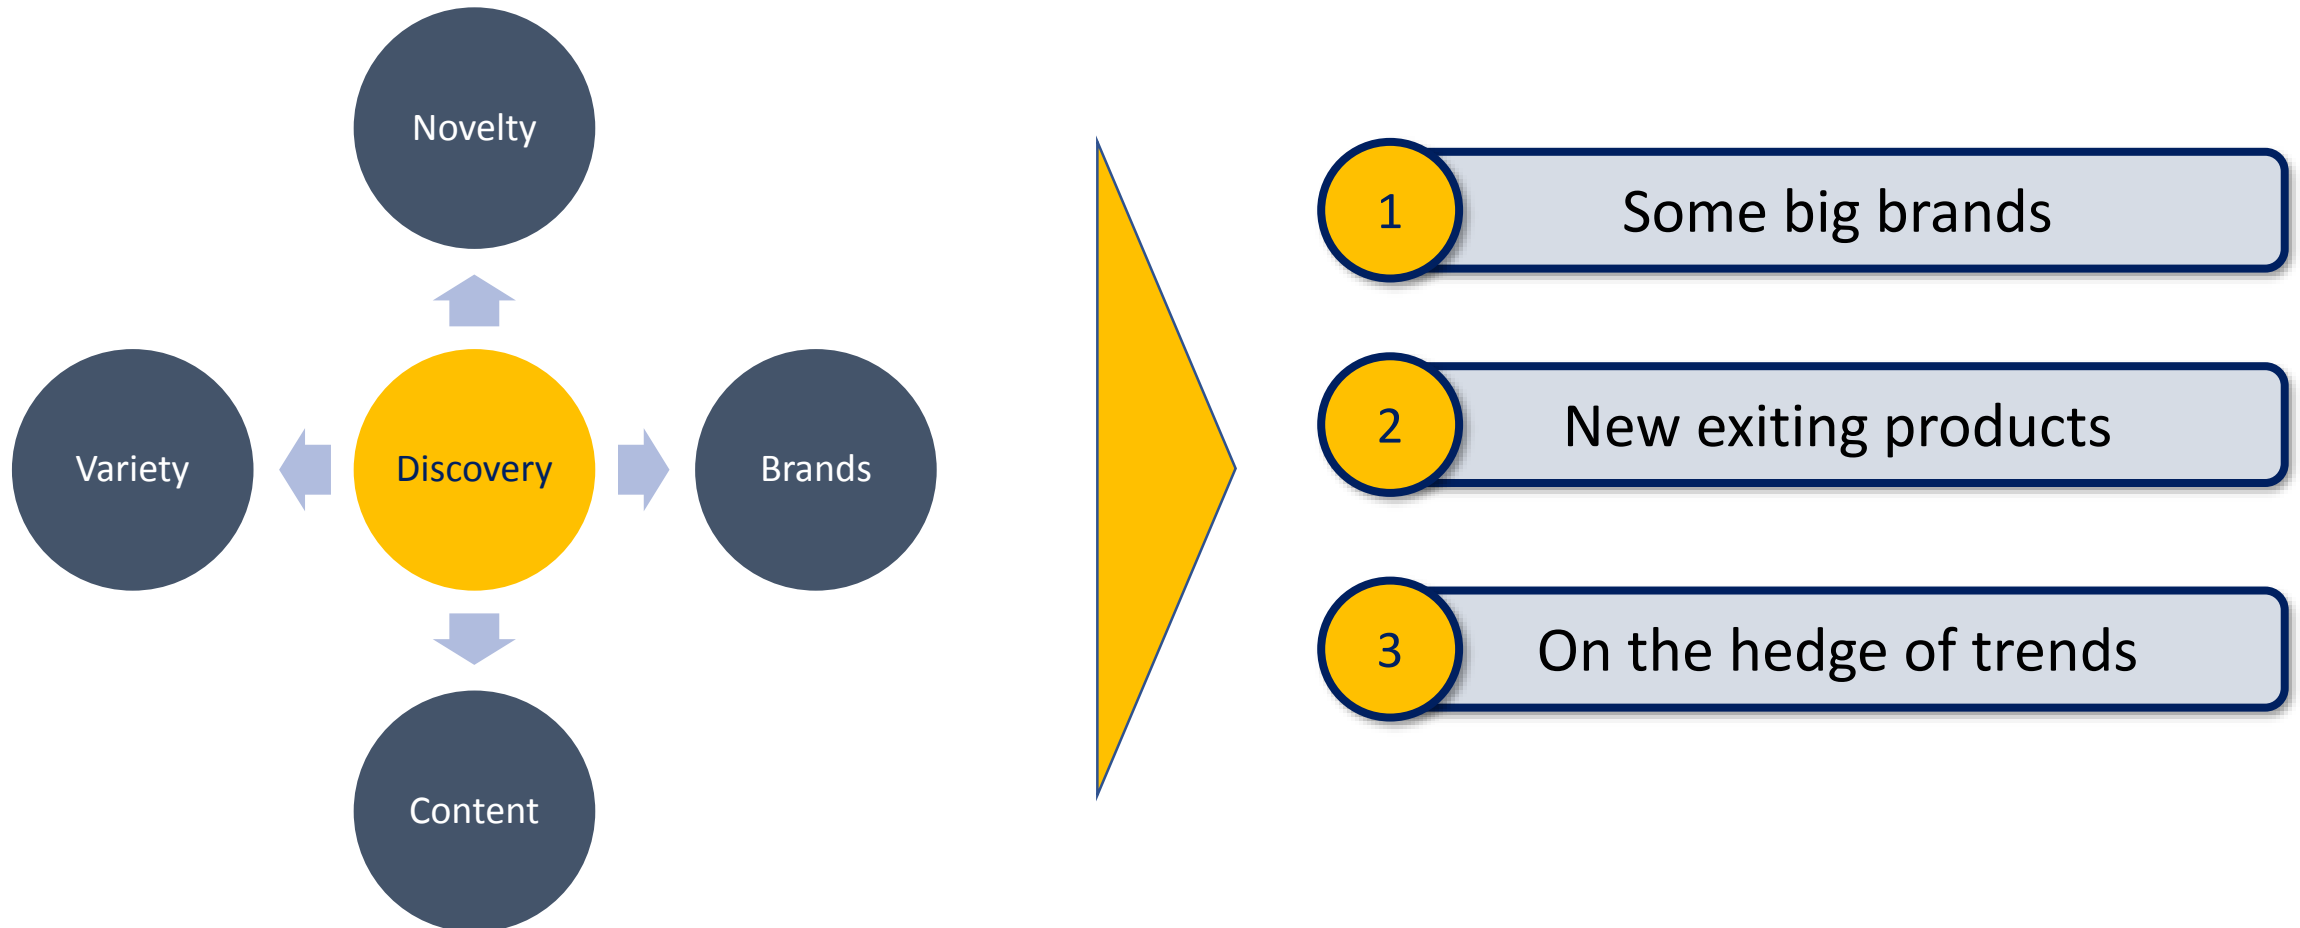 Novelty
Variety
Discovery
Brands
Content
1
Some big brands
2
New exiting products
3
On the hedge of trends